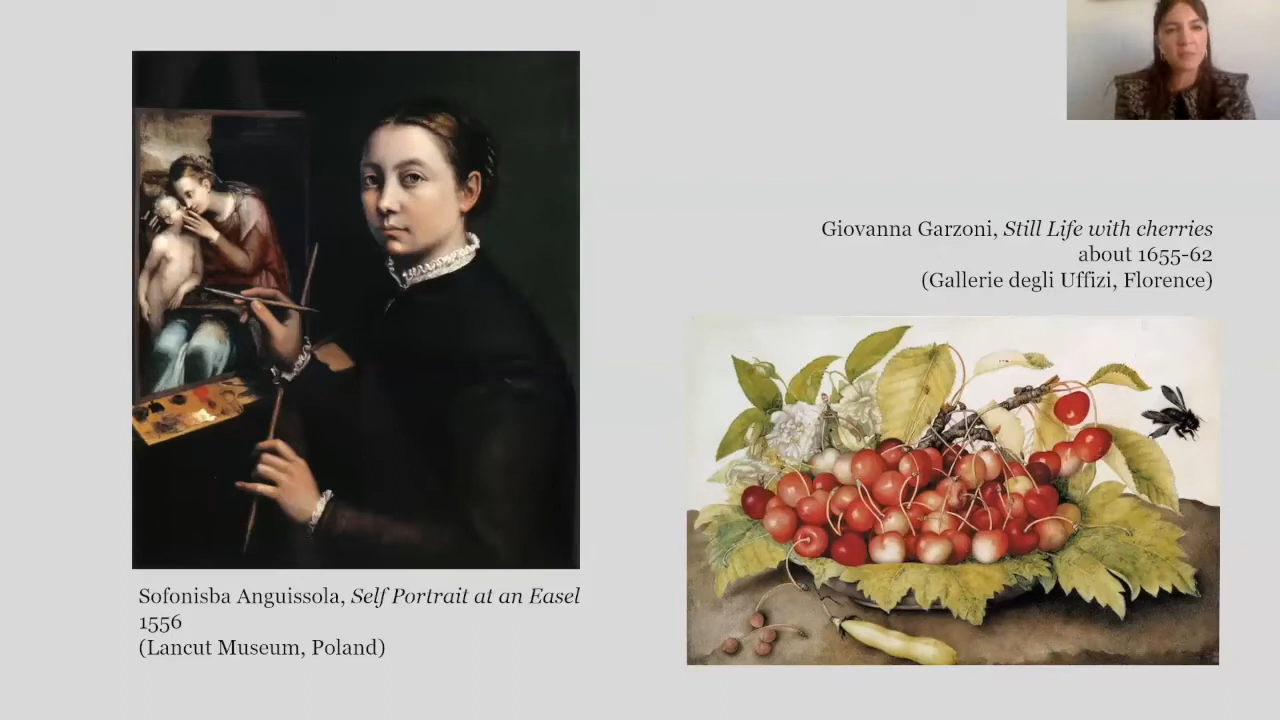 Giovanna Garzoni, Still Life with cherries
about 1655-62
(Gallerie degli Uffizi, Florence)
Sofonisba Anguissola, Self Portrait at an Easel
1556
(Lancut Museum, Poland)